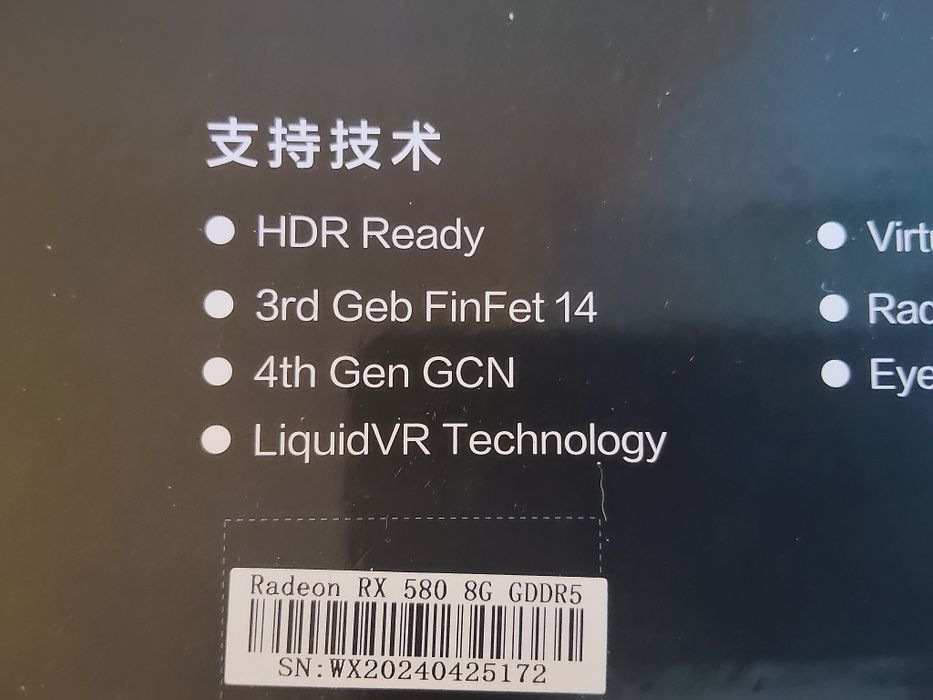 支持技术
HDR Ready
3rd Geb FinFet 14
4th Gen GCN
LiquidVR Technology
Radeon RX 580 8G GDDR5
SN:WX20240425172